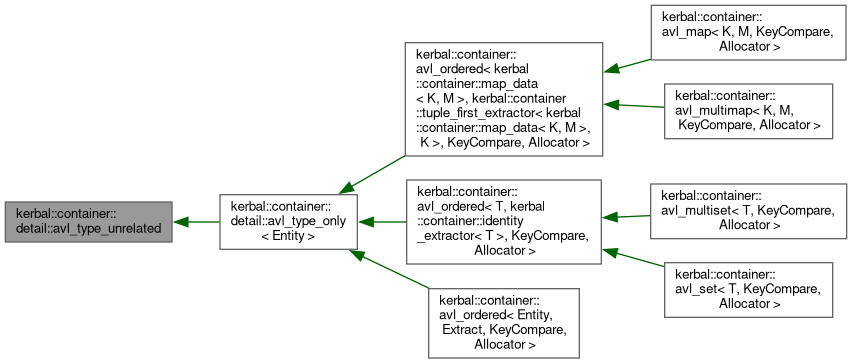 kerbal::container::
detail::avl_type_unrelated
kerbal::container::
detail::avl_type_only
< Entity >
kerbal::container::
avl_ordered< kerbal
::container::map_data
< K, M >, kerbal::container
::tuple_first_extractor< kerbal
::container::map_data< K, M >,
K >, KeyCompare, Allocator >
kerbal::container::
avl_ordered< T, kerbal
::container::identity
_extractor< T >, KeyCompare,
Allocator >
kerbal::container::
avl_ordered< Entity,
Extract, KeyCompare,
Allocator >
kerbal::container::
avl_map< K, M, KeyCompare,
Allocator >
kerbal::container::
avl_multimap< K, M,
KeyCompare, Allocator >
kerbal::container::
avl_multiset< T, KeyCompare,
Allocator >
kerbal::container::
avl_set< T, KeyCompare,
Allocator >